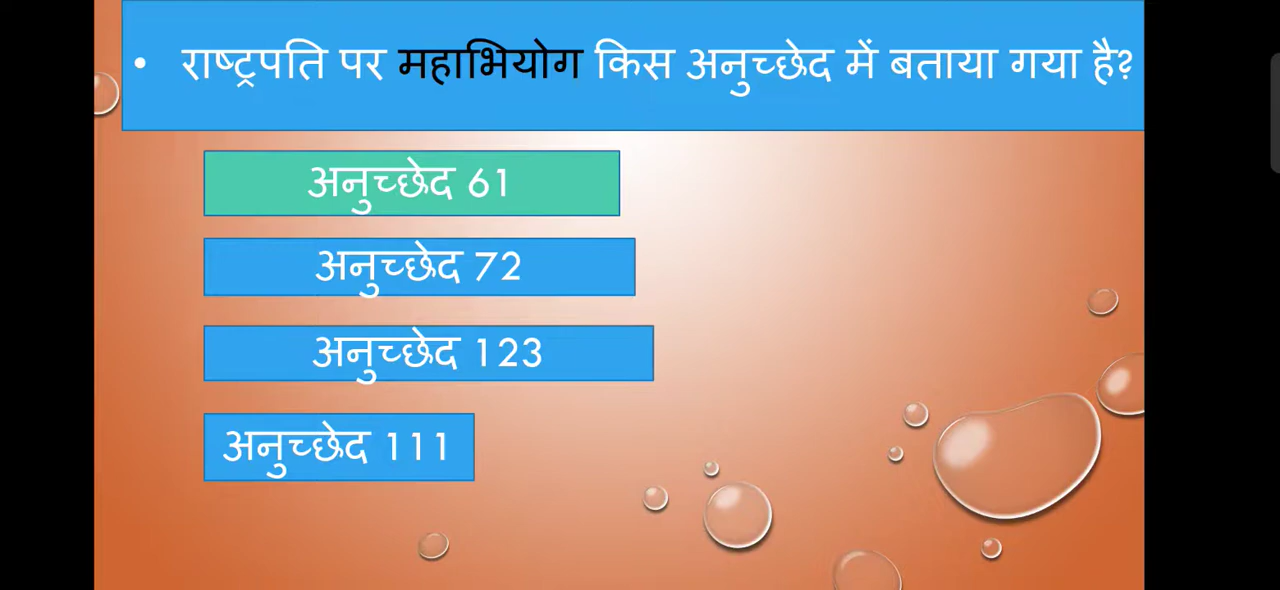 • राष्ट्रपति पर महाभियोग किस अनुच्छेद में बताया गया है?
अनुच्छेद 61
अनुच्छेद 72
अनुच्छेद 123
अनुच्छेद 111